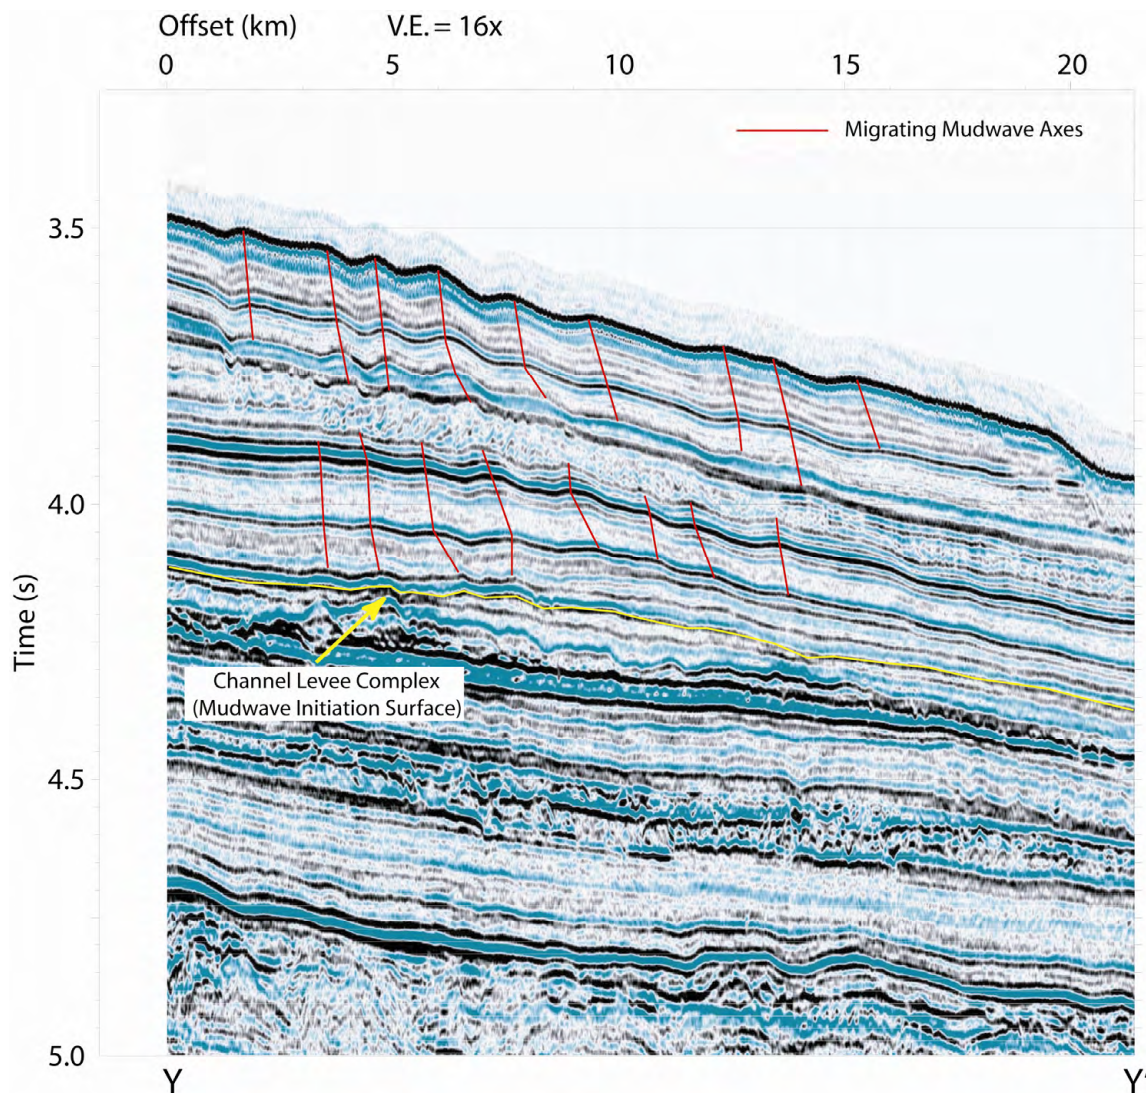 Offset (km) V.E. = 16x
0 5 10 15 20
Migrating Mudwave Axes
3.5
4.0
Time (s)
Channel Levee Complex
(Mudwave Initiation Surface)
4.5
5.0
Y Y'